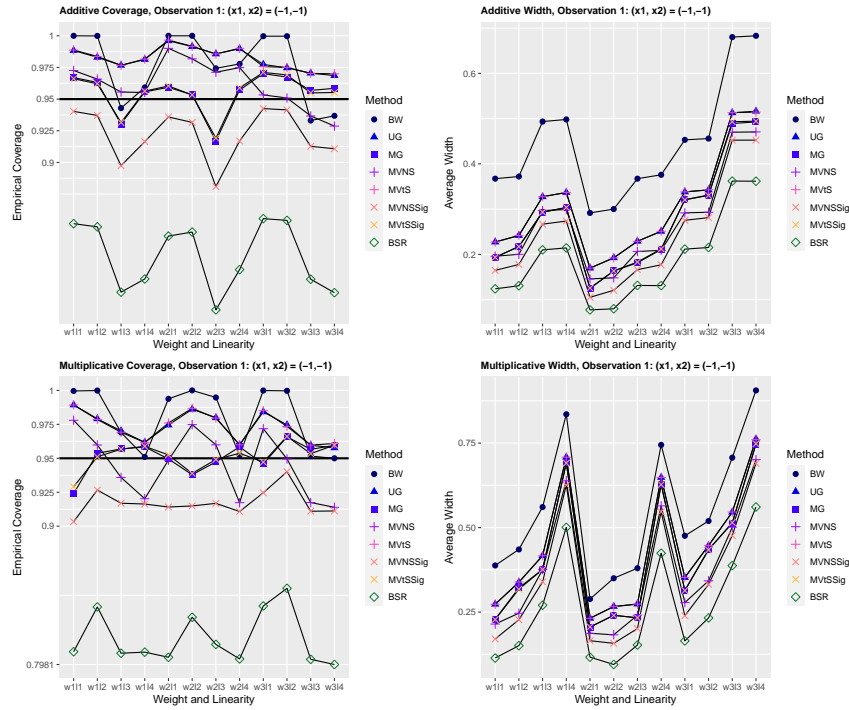 Additive Coverage, Observation 1: (x1, x2) = (−1,−1)
Empirical Coverage
1
0.975
0.95
0.925
0.9
w1l1 w1l2 w1l3 w1l4 w2l1 w2l2 w2l3 w2l4 w3l1 w3l2 w3l3 w3l4
Weight and Linearity
Method
BW
UG
MG
MVNS
MVtS
MVNSSig
MVtSSig
BSR
Additive Width, Observation 1: (x1, x2) = (−1,−1)
Average Width
0.6
0.4
0.2
w1l1 w1l2 w1l3 w1l4 w2l1 w2l2 w2l3 w2l4 w3l1 w3l2 w3l3 w3l4
Weight and Linearity
Method
BW
UG
MG
MVNS
MVtS
MVNSSig
MVtSSig
BSR
Multiplicative Coverage, Observation 1: (x1, x2) = (−1,−1)
Empirical Coverage
1
0.975
0.95
0.925
0.9
0.7981
w1l1 w1l2 w1l3 w1l4 w2l1 w2l2 w2l3 w2l4 w3l1 w3l2 w3l3 w3l4
Weight and Linearity
Method
BW
UG
MG
MVNS
MVtS
MVNSSig
MVtSSig
BSR
Multiplicative Width, Observation 1: (x1, x2) = (−1,−1)
Average Width
0.75
0.50
0.25
w1l1 w1l2 w1l3 w1l4 w2l1 w2l2 w2l3 w2l4 w3l1 w3l2 w3l3 w3l4
Weight and Linearity
Method
BW
UG
MG
MVNS
MVtS
MVNSSig
MVtSSig
BSR